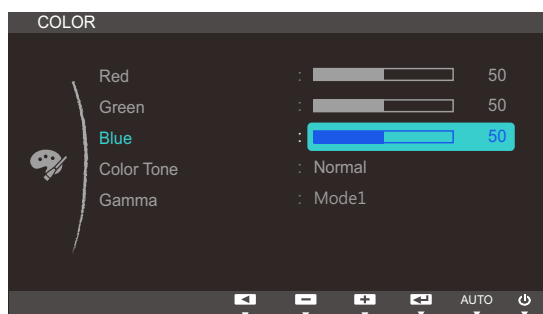 COLOR
Red : 50
Green : 50
Blue : 50
Color Tone : Normal
Gamma : Mode1
AUTO